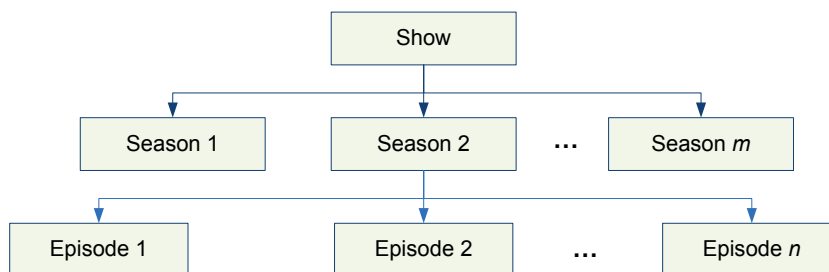 Show
Season 1
Season 2
...
Season m
Episode 1
Episode 2
...
Episode n